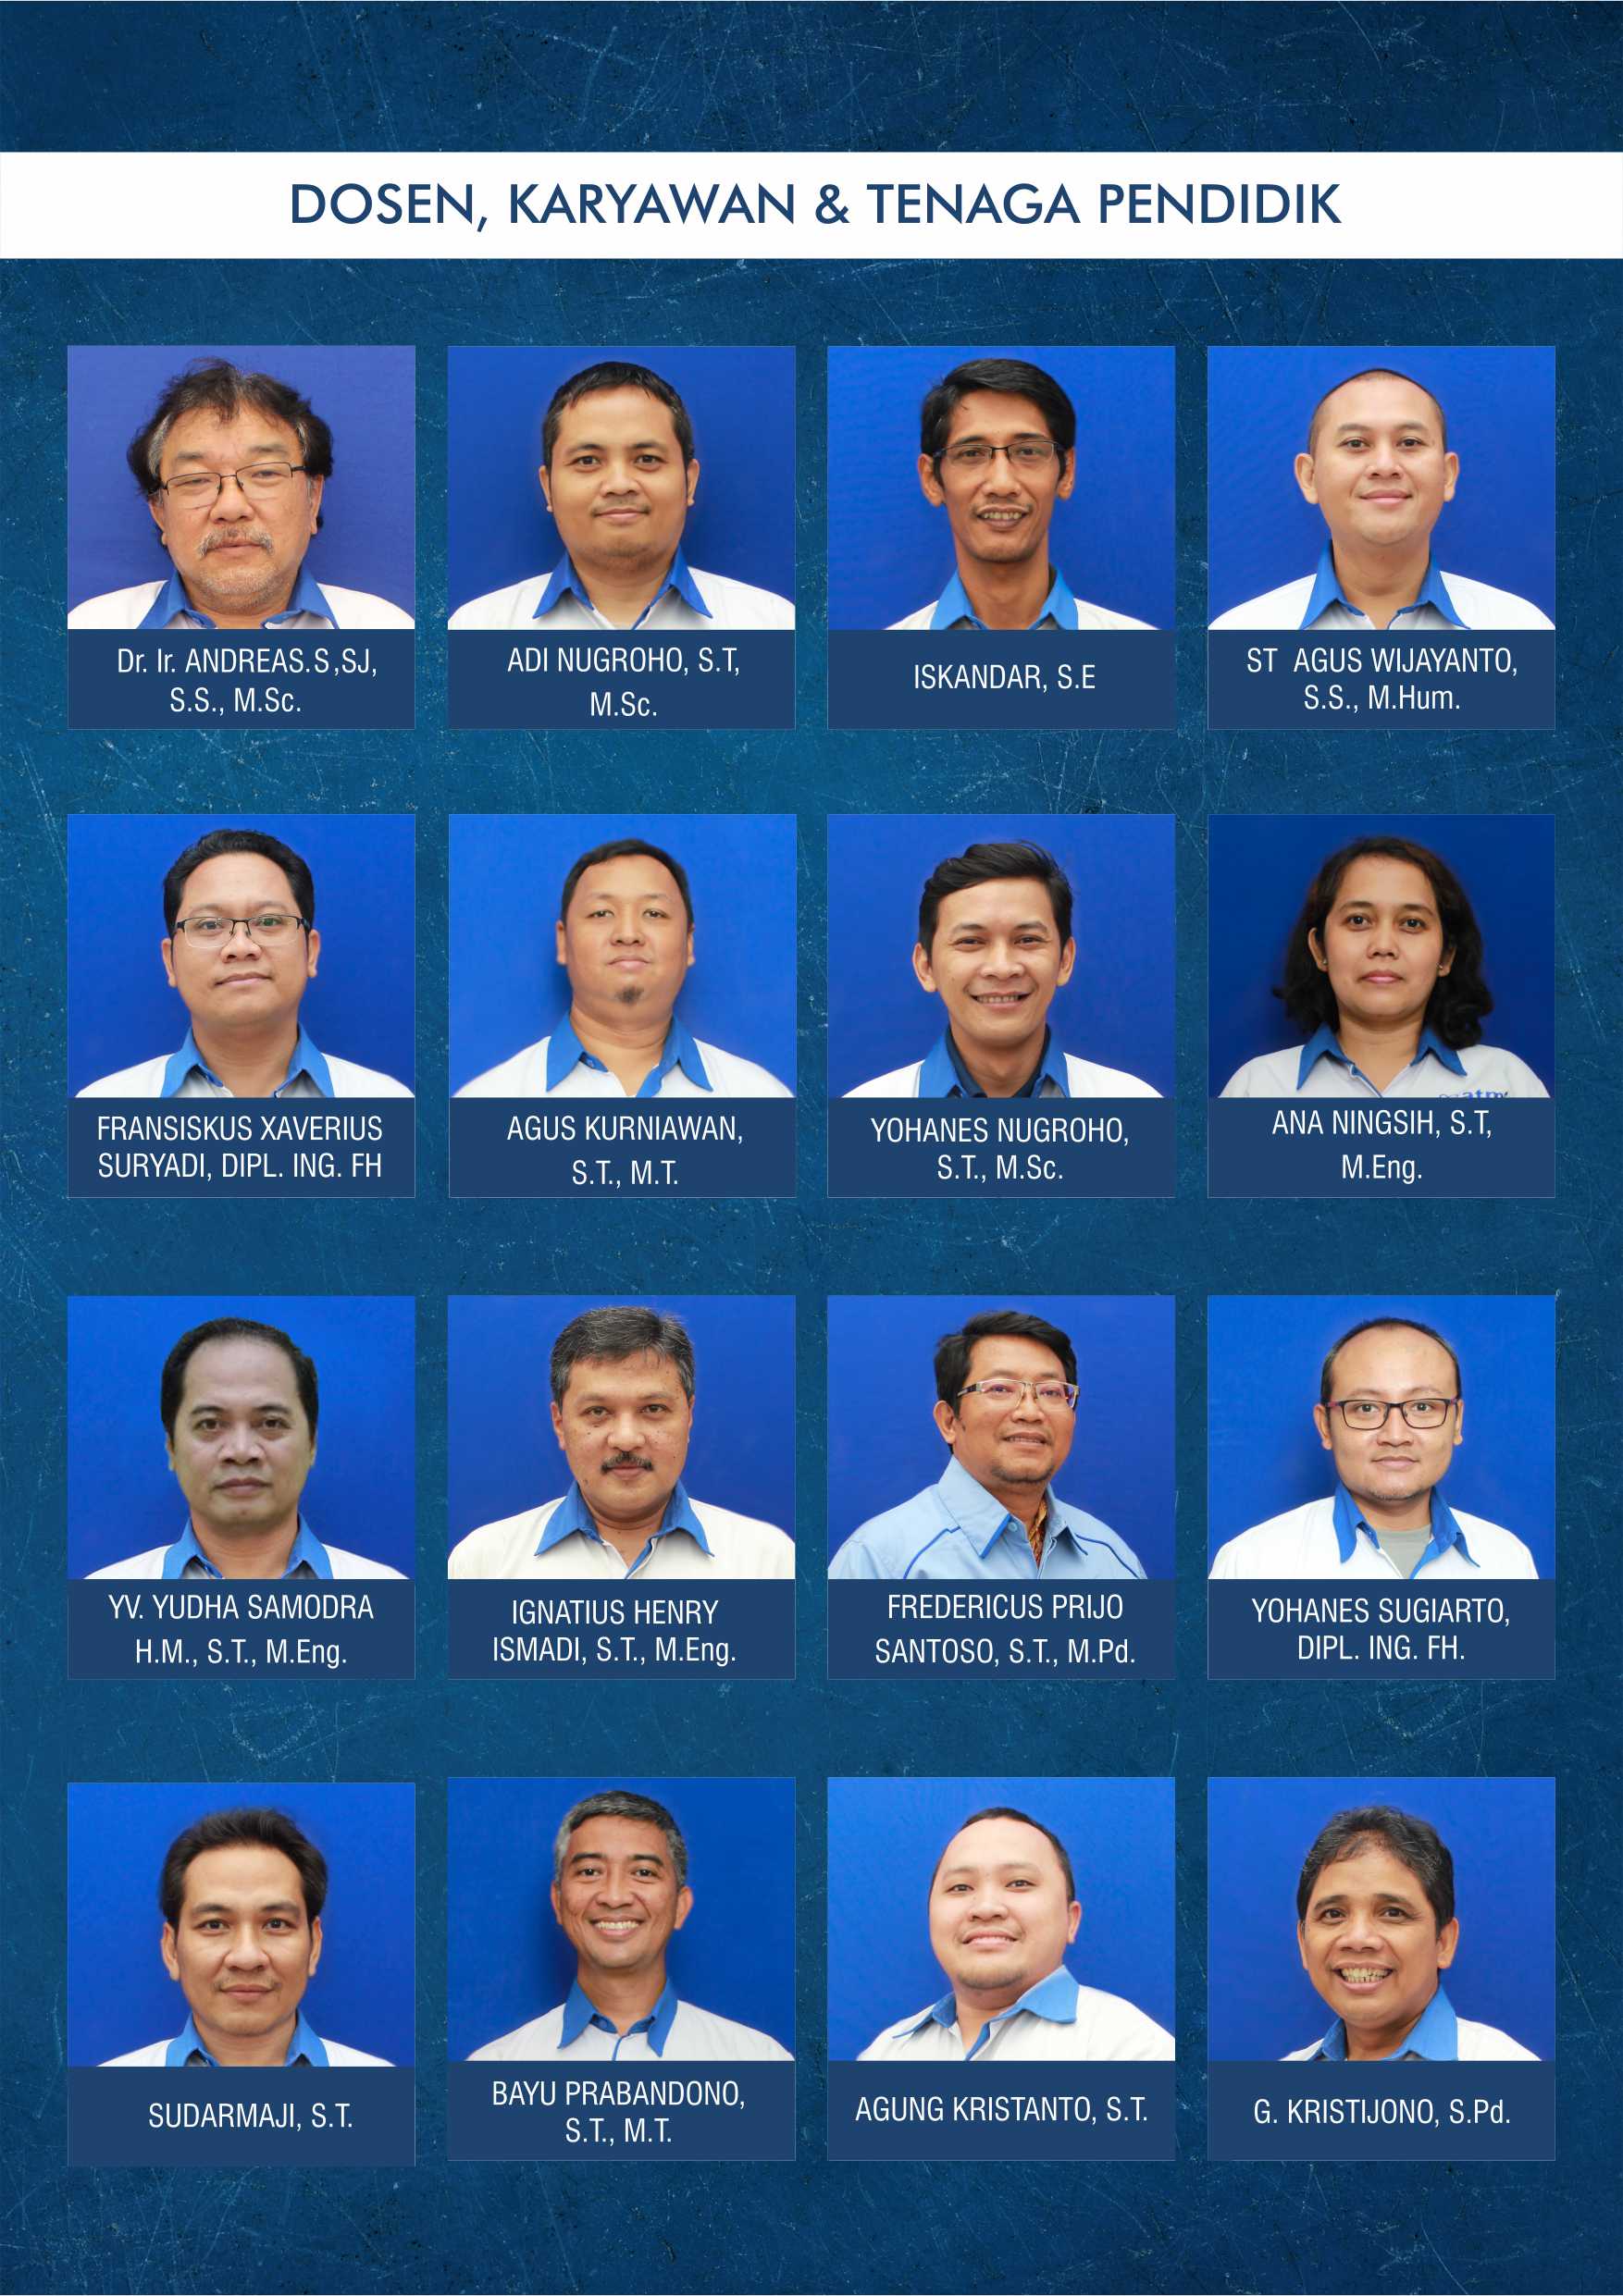 DOSEN, KARYAWAN & TENAGA PENDIDIK
Dr. Ir. ANDREAS.S,SJ,
S.S., M.Sc.
ADI NUGROHO, S.T,
M.Sc.
ISKANDAR, S.E
ST AGUS WIJAYANTO,
S.S., M.Hum.
FRANSISKUS XAVERIUS
SURYADI, DIPL. ING. FH
AGUS KURNIAWAN,
S.T., M.T.
YOHANES NUGROHO,
S.T., M.Sc.
atm
ANA NINGSIH, S.T,
M.Eng.
YV. YUDHA SAMODRA
H.M., S.T., M.Eng.
IGNATIUS HENRY
ISMADI, S.T., M.Eng.
FREDERICUS PRIJO
SANTOSO, S.T., M.Pd.
YOHANES SUGIARTO,
DIPL. ING. FH.
SUDARMAJI, S.T.
BAYU PRABANDONO,
S.T., M.T.
AGUNG KRISTANTO, S.T.
G. KRISTIJONO, S.Pd.